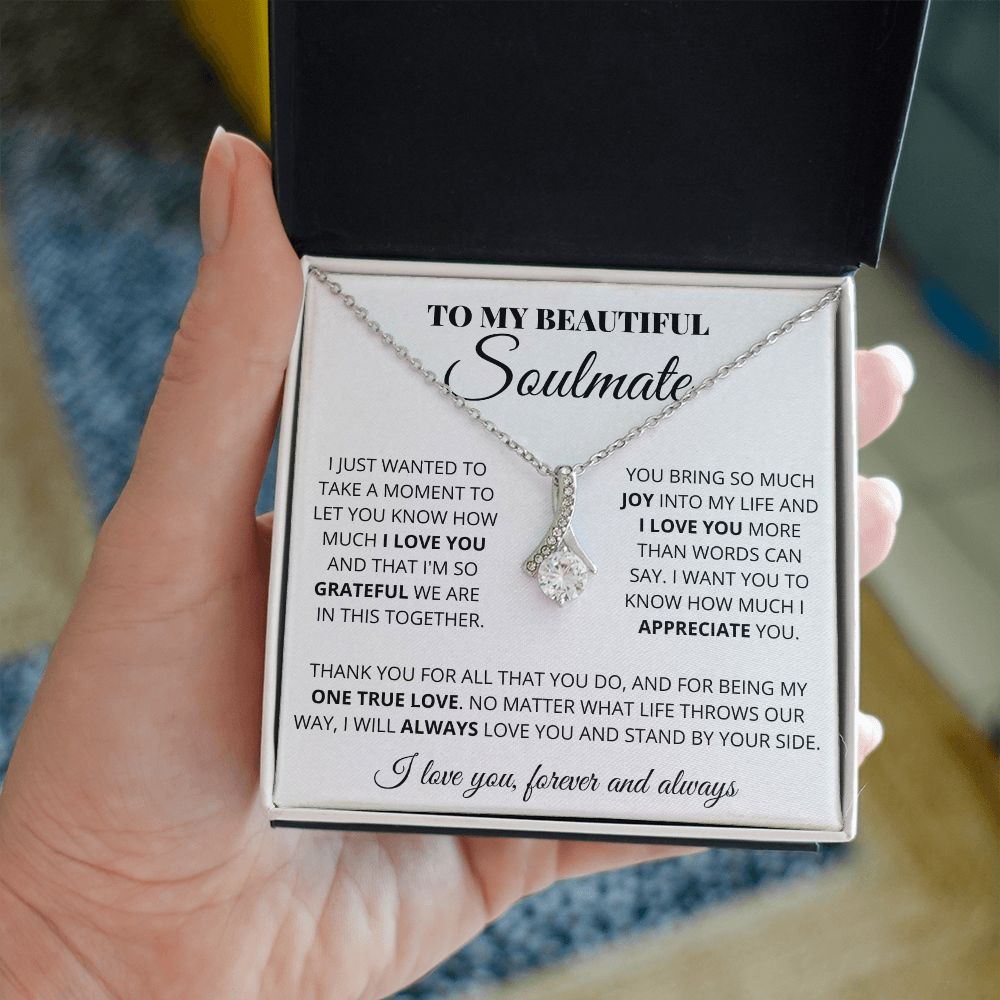 TO MY BEAUTIFUL
Soulmate
I JUST WANTED TO
TAKE A MOMENT TO
LET YOU KNOW HOW
MUCH I LOVE YOU
AND THAT I'M SO
GRATEFUL WE ARE
IN THIS TOGETHER.
YOU BRING SO MUCH
JOY INTO MY LIFE AND
I LOVE YOU MORE
THAN WORDS CAN
SAY. I WANT YOU TO
KNOW HOW MUCH I
APPRECIATE YOU.
THANK YOU FOR ALL THAT YOU DO, AND FOR BEING MY
ONE TRUE LOVE. NO MATTER WHAT LIFE THROWS OUR
WAY, I WILL ALWAYS LOVE YOU AND STAND BY YOUR SIDE.
I love you, forever and always